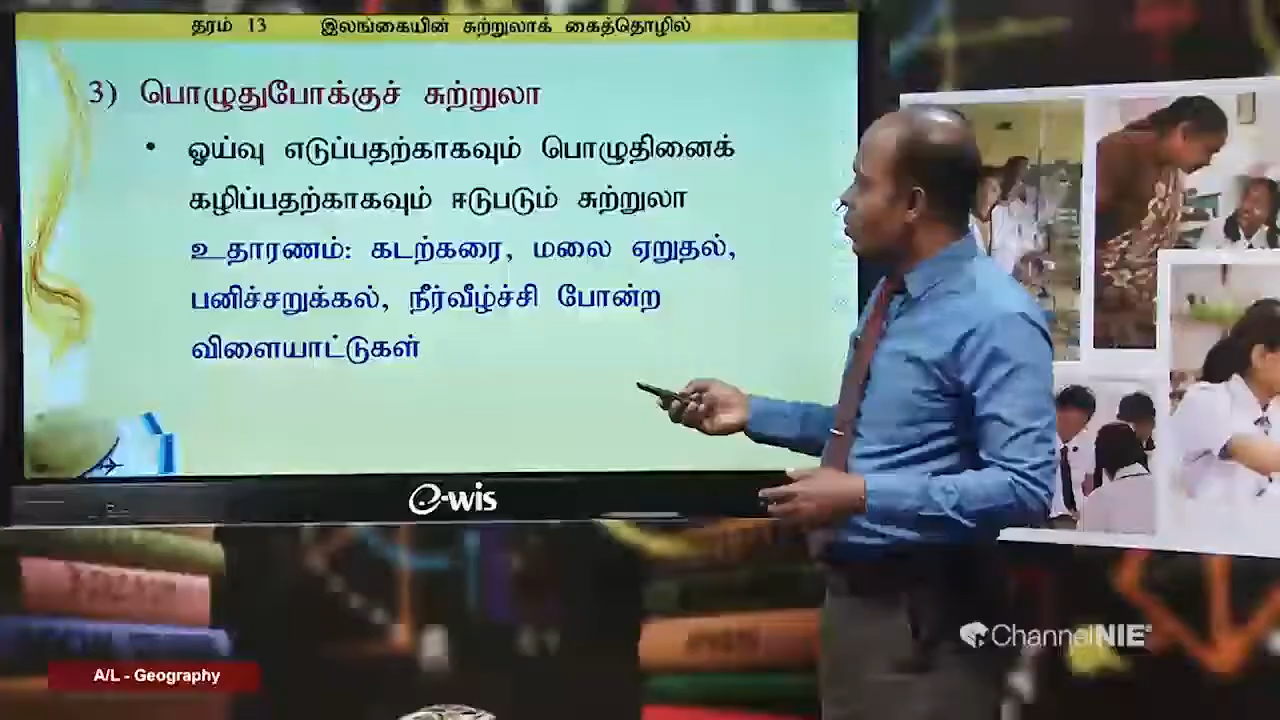 தரம் 13 இலங்கையின் சுற்றுலாக் கைத்தொழில்
3) பொழுதுபோக்குச் சுற்றுலா
• ஓய்வு எடுப்பதற்காகவும் பொழுதினைக்
கழிப்பதற்காகவும் ஈடுபடும் சுற்றுலா
உதாரணம்: கடற்கரை, மலை ஏறுதல்,
பனிச்சறுக்கல், நீர்வீழ்ச்சி போன்ற
விளையாட்டுகள்
e-wis
ChannelNIE
A/L - Geography